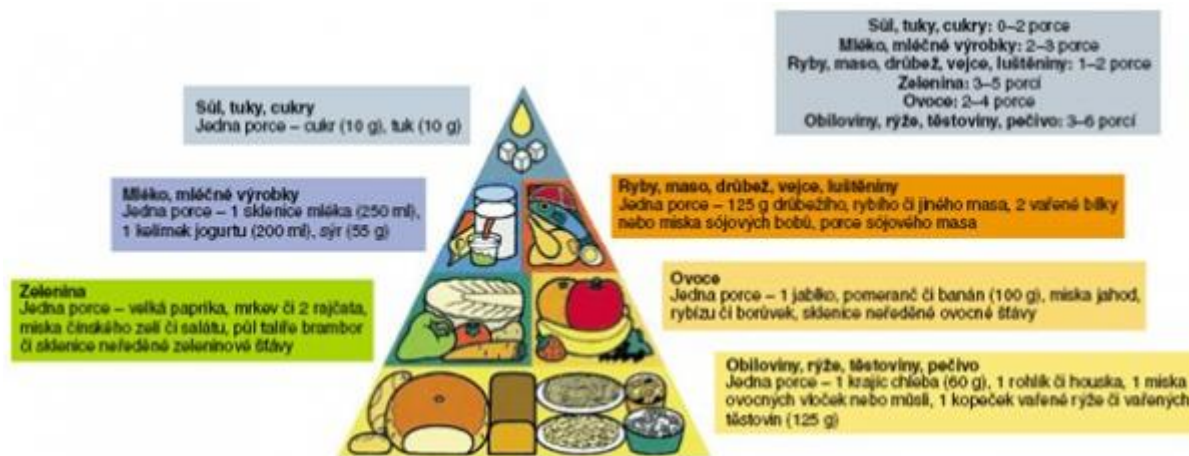 Sůl, tuky, cukry: 0–2 porce
Mléko, mléčné výrobky: 2–3 porce
Ryby, maso, drůbež, vejce, luštěniny: 1–2 porce
Zelenina: 3–5 porcí
Ovoce: 2–4 porce
Obiloviny, rýže, těstoviny, pečivo: 3–6 porcí
Sůl, tuky, cukry
Jedna porce – cukr (10 g), tuk (10 g)
Mléko, mléčné výrobky
Jedna porce – 1 sklenice mléka (250 ml),
1 kelímek jogurtu (200 ml), sýr (55 g)
Ryby, maso, drůbež, vejce, luštěniny
Jedna porce – 125 g drůbežího, rybího či jiného masa, 2 vařené bílky
nebo miska sójových bobů, porce sójového masa
Zelenina
Jedna porce – velká paprika, mrkev či 2 rajčata,
miska čínského zelí či salátu, půl talíře brambor
či sklenice neředěné zeleninové šťávy
Ovoce
Jedna porce – 1 jablko, pomeranč či banán (100 g), miska jahod,
rybízu či borůvek, sklenice neředěné ovocné šťávy
Obiloviny, rýže, těstoviny, pečivo
Jedna porce – 1 krajíc chleba (60 g), 1 rohlík či houska, 1 miska
ovocných vloček nebo műsli, 1 kopeček vařené rýže či vařených
těstovin (125 g)